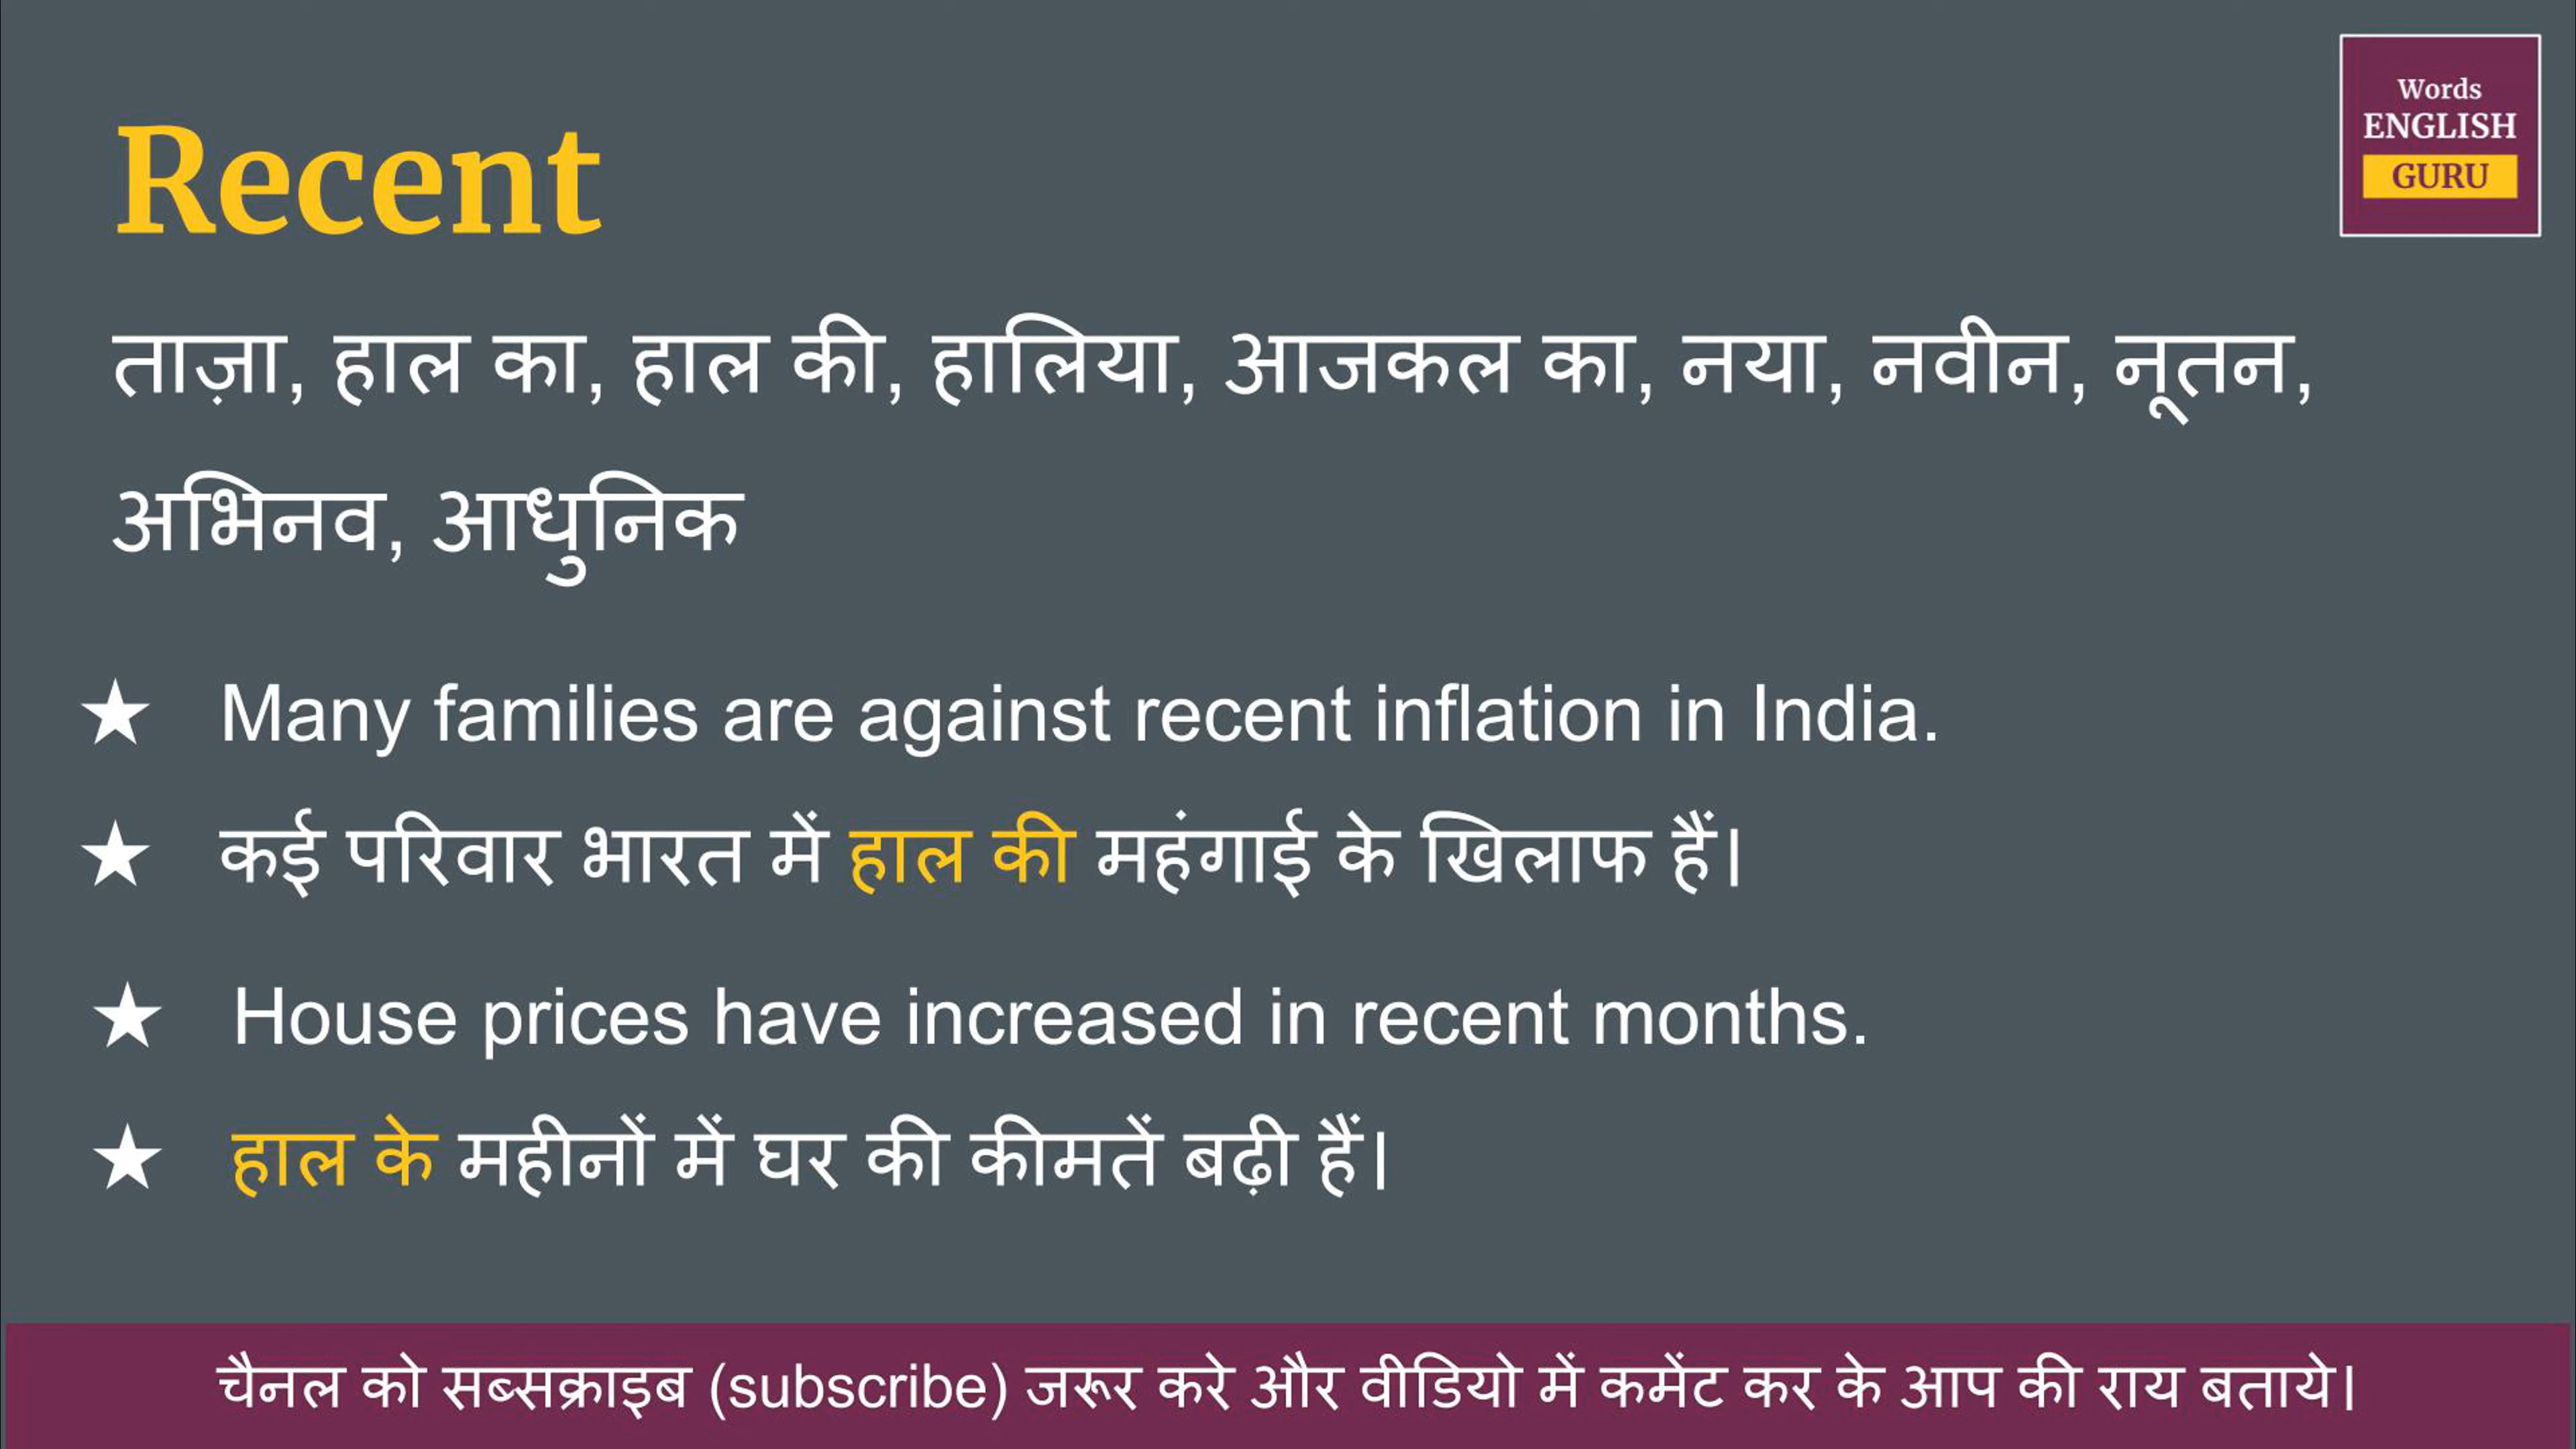 Words
ENGLISH
GURU
Recent
ताज़ा, हाल का, हाल की, हालिया, आजकल का, नया, नवीन, नूतन,
अभिनव, आधुनिक
★ Many families are against recent inflation in India.
★ कई परिवार भारत में हाल की महंगाई के खिलाफ हैं।
★ House prices have increased in recent months.
★ हाल के महीनों में घर की कीमतें बढ़ी हैं।
चैनल को सब्सक्राइब (subscribe) जरूर करे और वीडियो में कमेंट कर के आप की राय बताये।